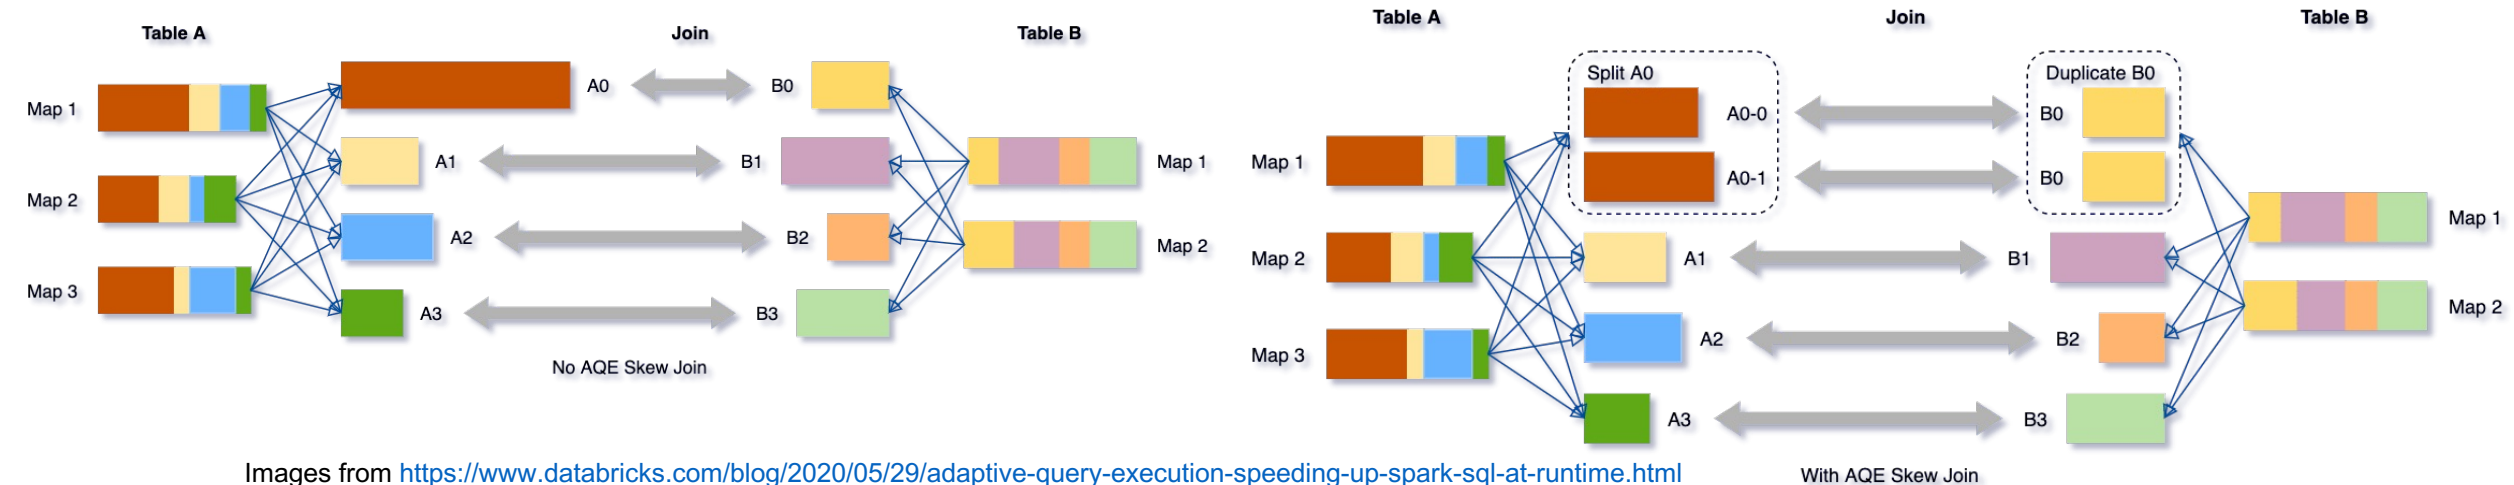 Table A
Join
Table B
Map 1
Map 2
Map 3
A0
A1
A2
A3
B0
B1
B2
B3
Map 1
Map 2
No AQE Skew Join
Table A
Join
Table B
Split A0
Duplicate B0
Map 1
Map 2
Map 3
A0-0
A0-1
A1
A2
A3
B0
B0
B1
B2
B3
Map 1
Map 2
With AQE Skew Join
Images from https://www.databricks.com/blog/2020/05/29/adaptive-query-execution-speeding-up-spark-sql-at-runtime.html